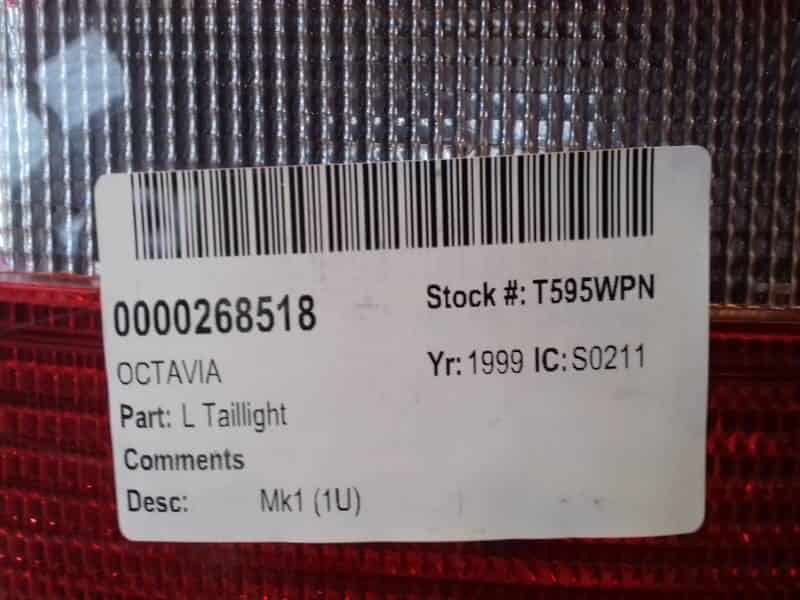 0000268518
Stock #: T595WPN
OCTAVIA
Yr: 1999 IC: S0211
Part: L Taillight
Comments
Desc: Mk1 (1U)